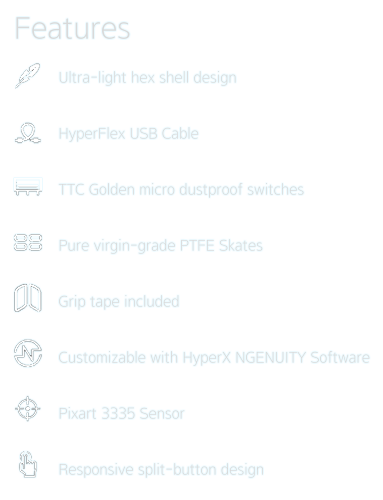 Features
Ultra-light hex shell design
HyperFlex USB Cable
TTC Golden micro dustproof switches
Pure virgin-grade PTFE Skates
Grip tape included
Customizable with HyperX NGENUITY Software
Pixart 3335 Sensor
Responsive split-button design